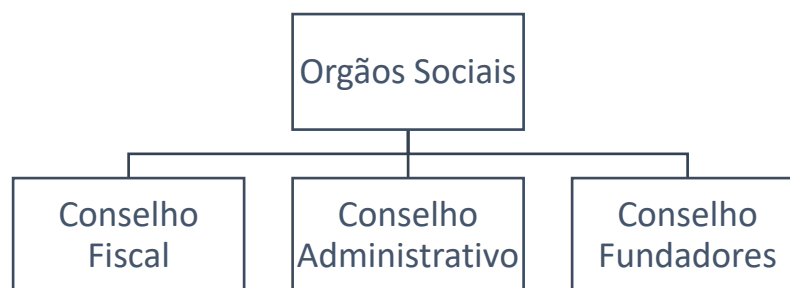 Orgãos Sociais
Conselho
Fiscal
Conselho
Administrativo
Conselho
Fundadores